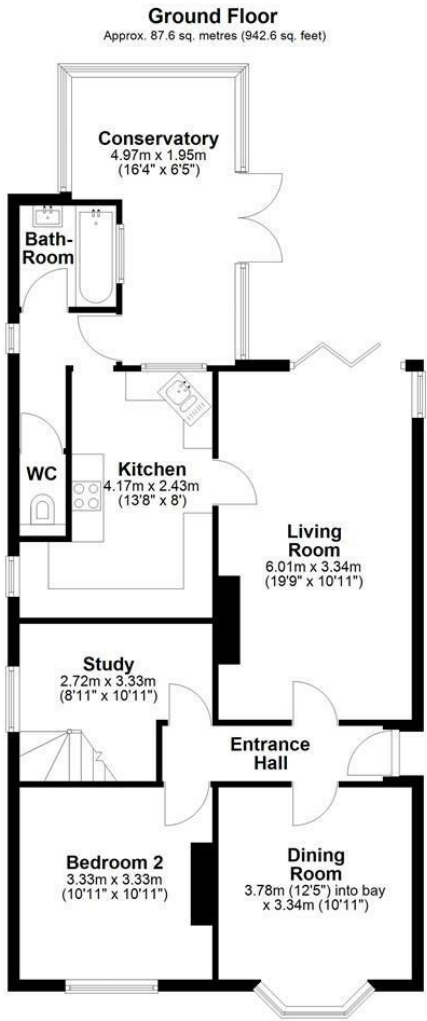 Ground Floor
Approx. 87.6 sq. metres (942.6 sq. feet)
Conservatory
4.97m x 1.95m
(16'4" x 6'5")
Bath-
Room
WC
Kitchen
4.17m x 2.43m
(13'8" x 8')
Living
Room
6.01m x 3.34m
(19'9" x 10'11")
Study
2.72m x 3.33m
(8'11" x 10'11")
Entrance
Hall
Bedroom 2
3.33m x 3.33m
(10'11" x 10'11")
Dining
Room
3.78m (12'5") into bay
x 3.34m (10'11")